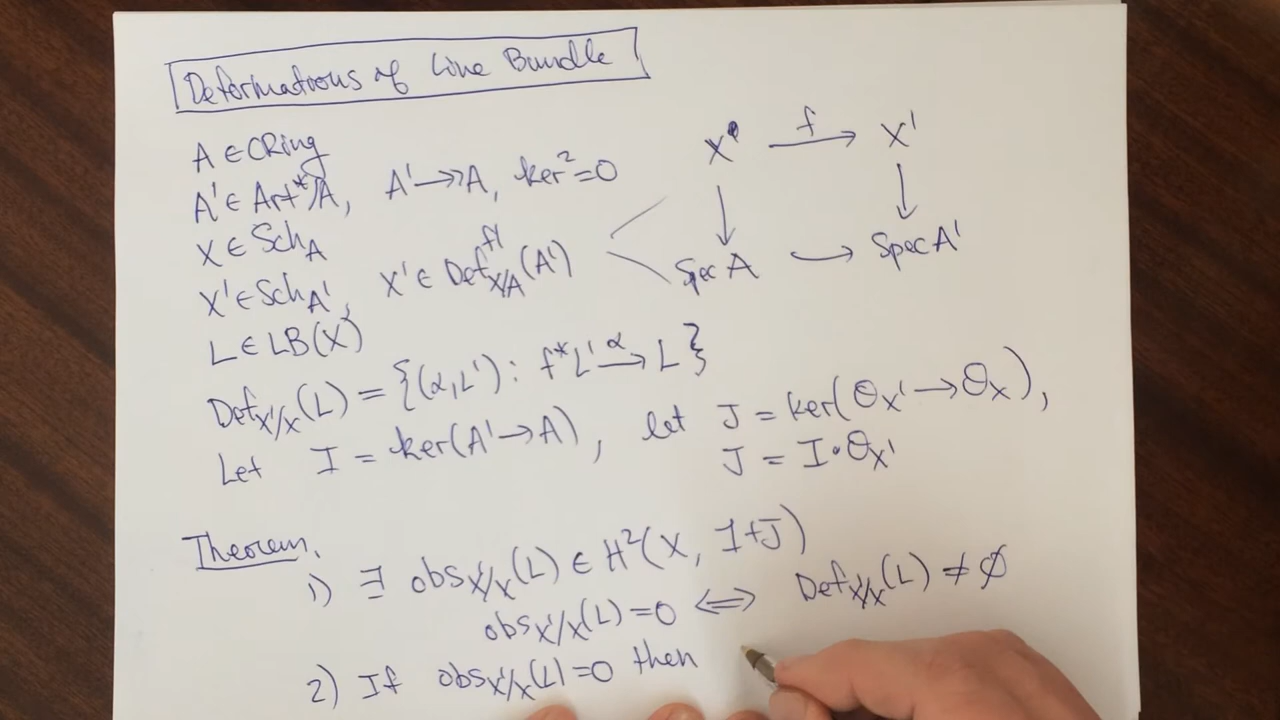 Deformations of Line Bundle
A ∈ CRing
A' ∈ Art*/A, A' ↠ A, ker²=0
X ∈ Sch_A
X' ∈ Sch_A', X' ∈ Def^fl_X/A(A')
L ∈ LB(X)
X → f X'
Spec A → Spec A'
Def_X'/X(L) = {(α, L') : f*L' →α L}
Let I = ker(A' → A), let J = ker(O_X' → O_X),
J = I·O_X'
Theorem.
1) ∃ obs_X'/X(L) ∈ H²(X, 1+J)
obs_X'/X(L)=0 ⟺ Def_X'/X(L) ≠ ∅
2) If obs_X'/X(L)=0 then